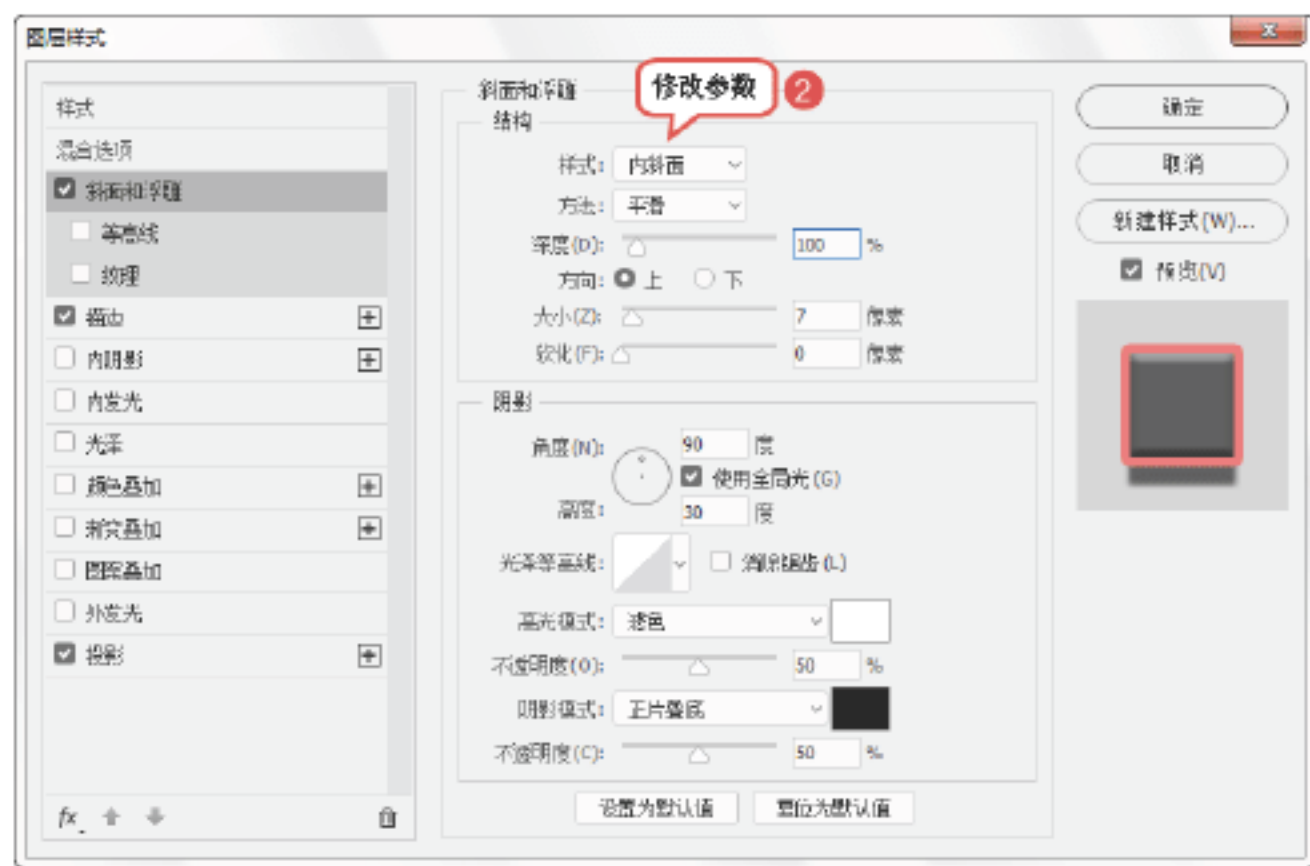 图层样式
样式
混合选项
斜面和浮雕
等高线
纹理
描边
内阴影
内发光
光泽
颜色叠加
渐变叠加
图案叠加
外发光
投影
fx
修改参数 2
斜面和浮雕
结构
样式: 内斜面
方法: 平滑
深度(D): 100 %
方向: 上 下
大小(Z): 7 像素
软化(F): 0 像素
阴影
角度(N): 90 度
使用全局光(G)
高度: 30 度
光泽等高线: 消除锯齿(L)
高光模式: 滤色
不透明度(O): 50 %
阴影模式: 正片叠底
不透明度(C): 50 %
设置为默认值 复位为默认值
确定
取消
新建样式(W)...
预览(V)